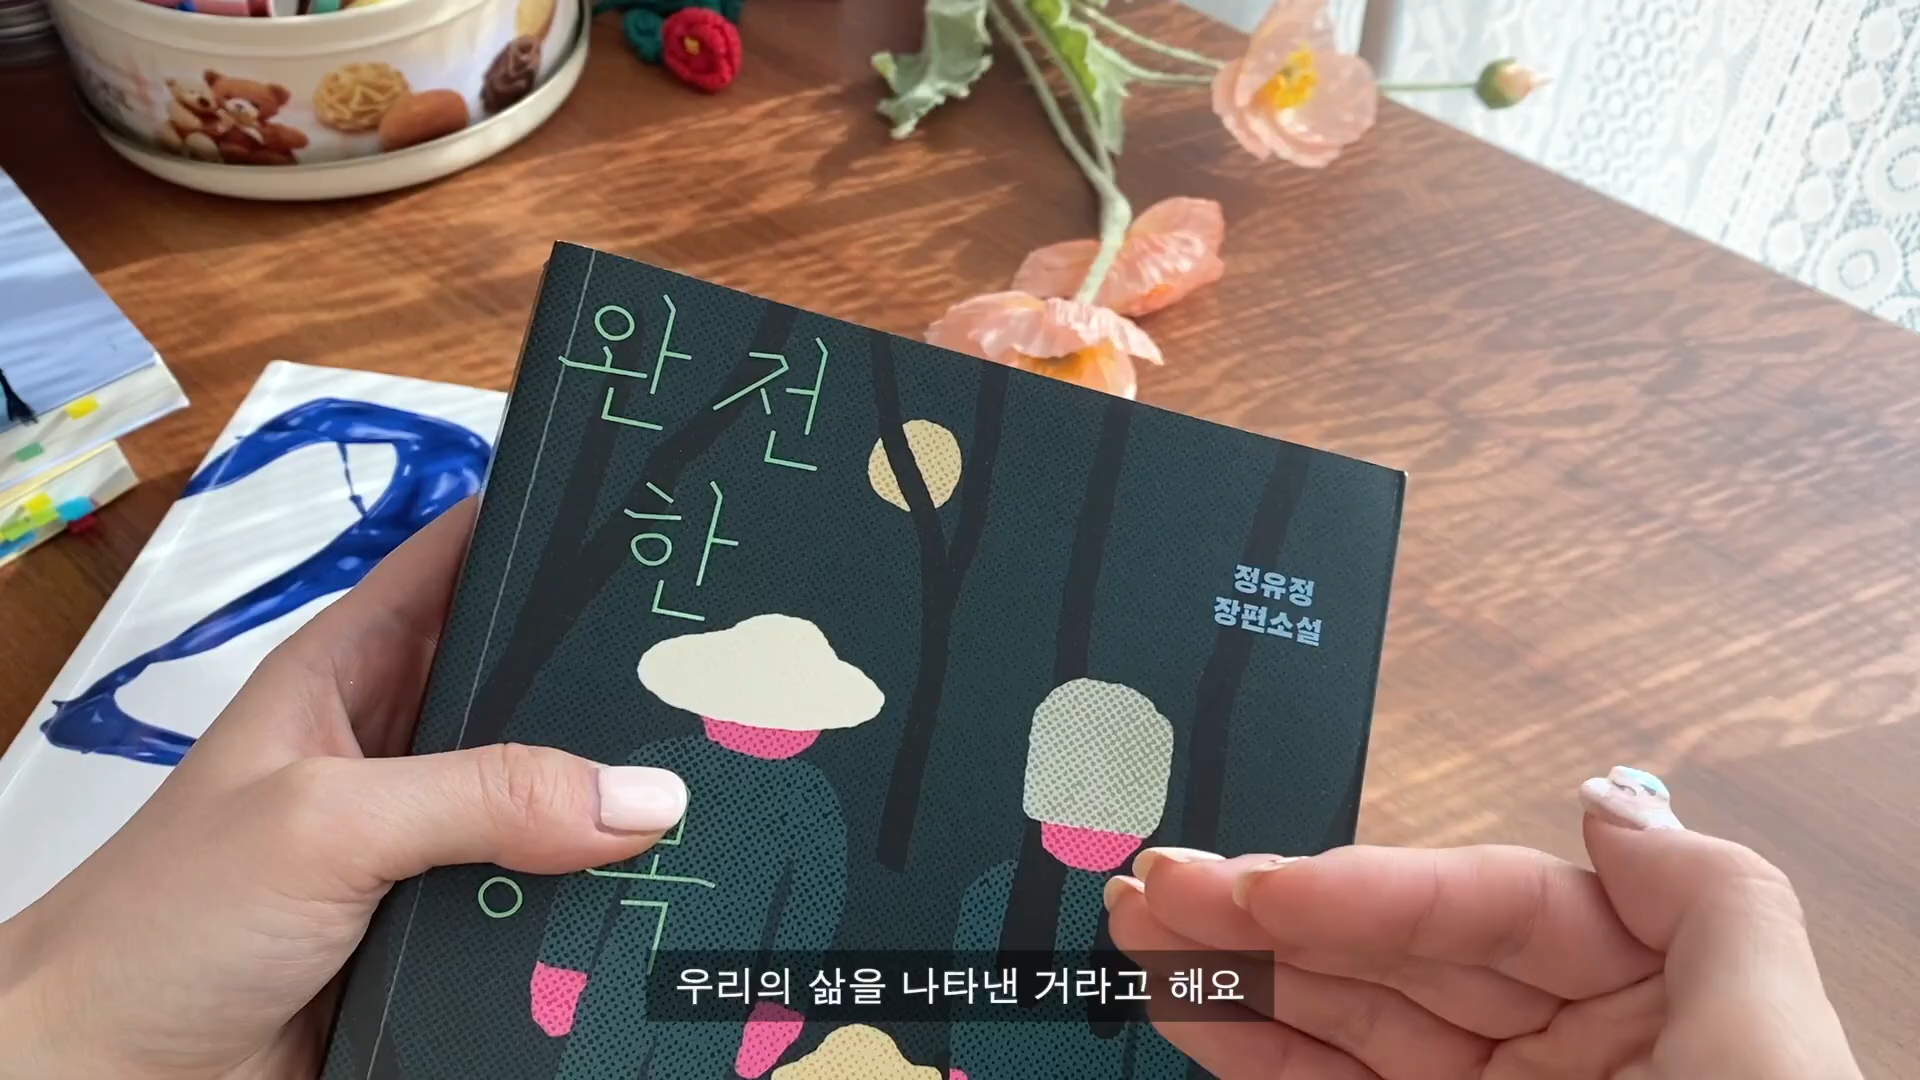 완전
한
정유정
장편소설
우리의 삶을 나타낸 거라고 해요